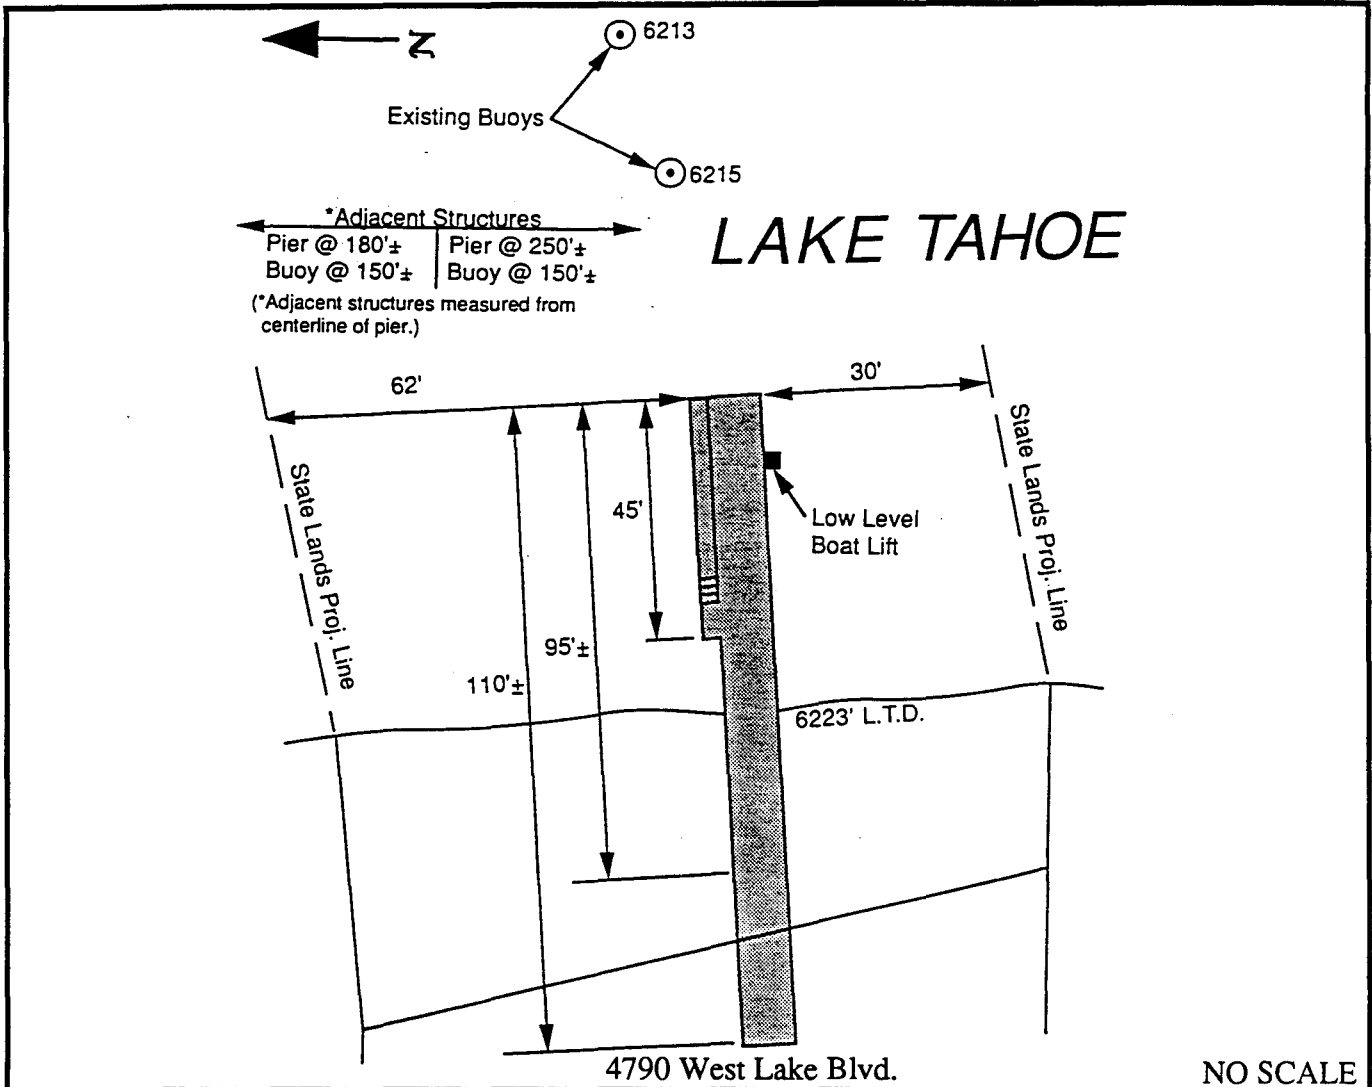 N
6213
Existing Buoys
6215
*Adjacent Structures
Pier @ 180'± Pier @ 250'±
Buoy @ 150'± Buoy @ 150'±
(*Adjacent structures measured from
centerline of pier.)
LAKE TAHOE
62'
30'
State Lands Proj. Line
State Lands Proj. Line
45'
Low Level
Boat Lift
95'±
110'±
6223' L.T.D.
4790 West Lake Blvd.
NO SCALE